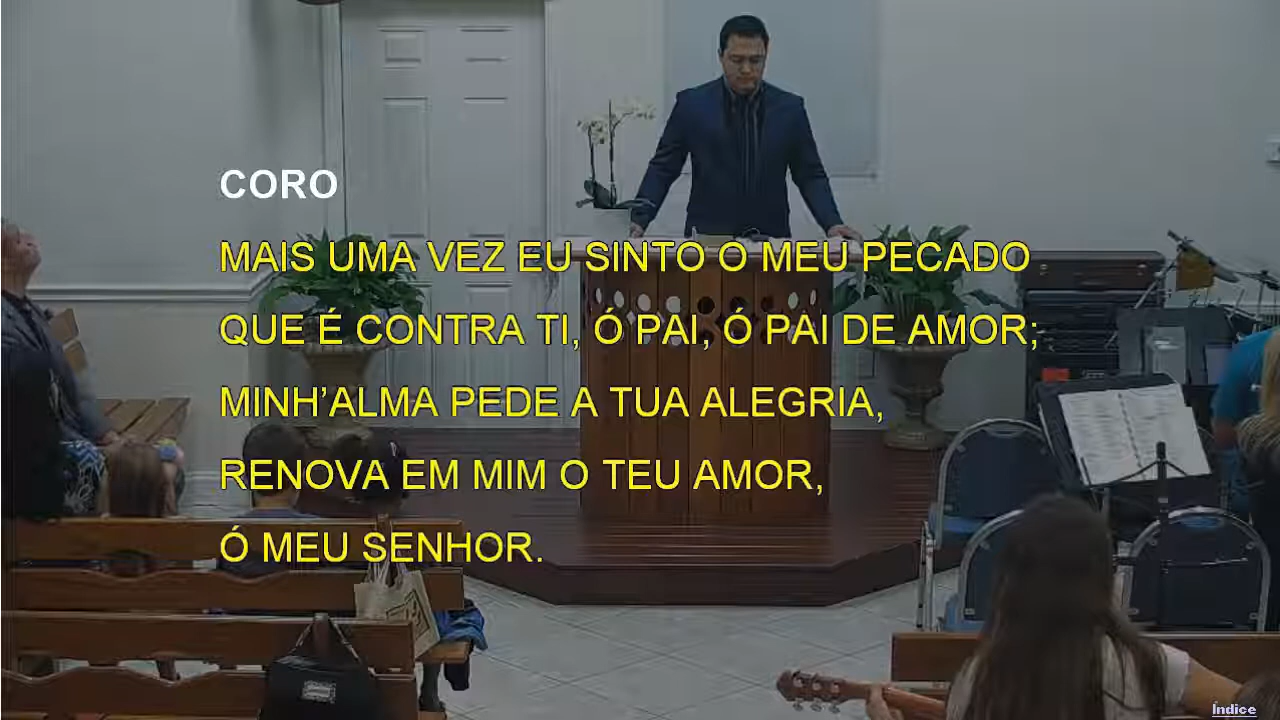 CORO
MAIS UMA VEZ EU SINTO O MEU PECADO
QUE É CONTRA TI, Ó PAI, Ó PAI DE AMOR;
MINH’ALMA PEDE A TUA ALEGRIA,
RENOVA EM MIM O TEU AMOR,
Ó MEU SENHOR.
Índice